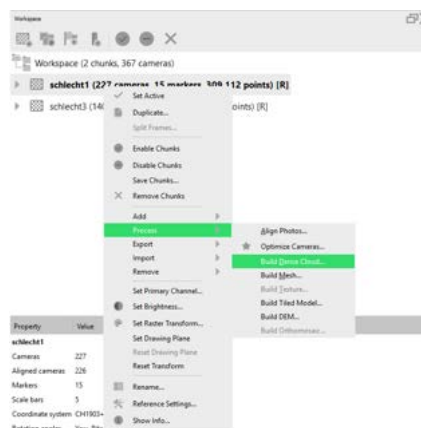 Workspace
Workspace (2 chunks, 367 cameras)
schlecht1 (227 cameras, 15 markers, 309,112 points) [R]
schlecht3 (14 points) [R]
Set Active
Duplicate...
Split Frames...
Enable Chunks
Disable Chunks
Save Chunks...
Remove Chunks
Add
Process
Export
Import
Remove
Set Primary Channel...
Set Brightness...
Set Raster Transform...
Set Drawing Plane
Reset Drawing Plane
Reset Transform
Rename...
Reference Settings...
Show Info...
Align Photos...
Optimize Cameras...
Build Dense Cloud...
Build Mesh...
Build Texture...
Build Tiled Model...
Build DEM...
Build Orthomosaic...
Property Value
schlecht1
Cameras 227
Aligned cameras 226
Markers 15
Scale bars 5
Coordinate system CH1903+